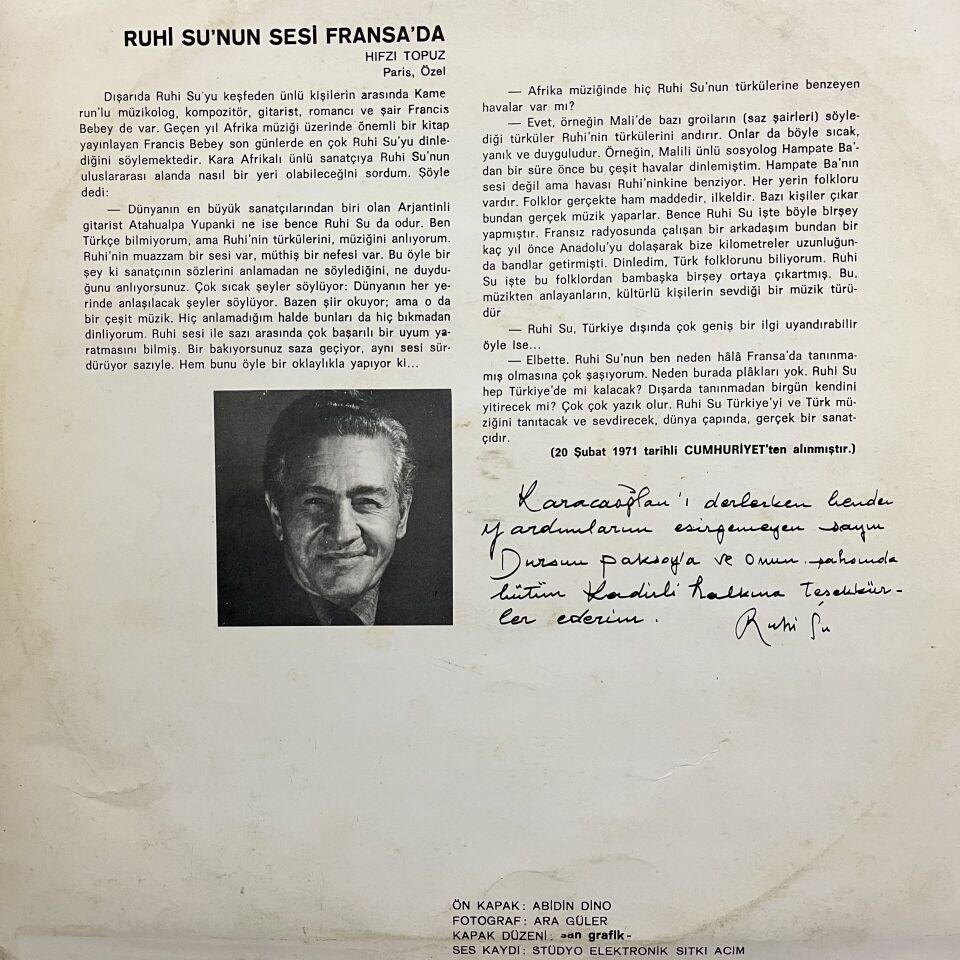 RUHİ SU'NUN SESİ FRANSA'DA
HIFZI TOPUZ
Paris, Özel
Dışarıda Ruhi Su'yu keşfeden ünlü kişilerin arasında Kame
run'lu müzikolog, kompozitör, gitarist, romancı ve şair Francis
Bebey de var. Geçen yıl Afrika müziği üzerinde önemli bir kitap
yayınlayan Francis Bebey son günlerde en çok Ruhi Su'yu dinle-
diğini söylemektedir. Kara Afrikalı ünlü sanatçıya Ruhi Su'nun
uluslararası alanda nasıl bir yeri olabileceğini sordum. Şöyle
dedi:
— Dünyanın en büyük sanatçılarından biri olan Arjantinli
gitarist Atahualpa Yupanki ne ise bence Ruhi Su da odur. Ben
Türkçe bilmiyorum, ama Ruhi'nin türkülerini, müziğini anlıyorum.
Ruhi'nin muazzam bir sesi var, müthiş bir nefesi var. Bu öyle bir
şey ki sanatçının sözlerini anlamadan ne söylediğini, ne duydu-
ğunu anlıyorsunuz. Çok sıcak şeyler söylüyor: Dünyanın her ye-
rinde anlaşılacak şeyler söylüyor. Bazen şiir okuyor; ama o da
bir çeşit müzik. Hiç anlamadığım halde bunları da hiç bıkmadan
dinliyorum. Ruhi sesi ile sazı arasında çok başarılı bir uyum ya-
ratmasını bilmiş. Bir bakıyorsunuz saza geçiyor, aynı sesi sür-
dürüyor sazıyle. Hem bunu öyle bir oklaylıkla yapıyor ki...
— Afrika müziğinde hiç Ruhi Su'nun türkülerine benzeyen
havalar var mı?
— Evet, örneğin Mali'de bazı groiların (saz şairleri) söyle-
diği türküler Ruhi'nin türkülerini andırır. Onlar da böyle sıcak,
yanık ve duyguludur. Örneğin, Malili ünlü sosyolog Hampate Ba'-
dan bir süre önce bu çeşit havalar dinlemiştim. Hampate Ba'nın
sesi değil ama havası Ruhi'ninkine benziyor. Her yerin folkloru
vardır. Folklor gerçekte ham maddedir, ilkeldir. Bazı kişiler çıkar
bundan gerçek müzik yaparlar. Bence Ruhi Su işte böyle birşey
yapmıştır. Fransız radyosunda çalışan bir arkadaşım bundan bir
kaç yıl önce Anadolu'yu dolaşarak bize kilometreler uzunluğun-
da bandlar getirmişti. Dinledim, Türk folklorunu biliyorum. Ruhi
Su işte bu folklordan bambaşka birşey ortaya çıkartmış. Bu,
müzikten anlayanların, kültürlü kişilerin sevdiği bir müzik türü-
dür
— Ruhi Su, Türkiye dışında çok geniş bir ilgi uyandırabilir
öyle ise...
— Elbette. Ruhi Su'nun ben neden hâlâ Fransa'da tanınma-
mış olmasına çok şaşıyorum. Neden burada plâkları yok. Ruhi Su
hep Türkiye'de mi kalacak? Dışarda tanınmadan birgün kendini
yitirecek mi? Çok çok yazık olur. Ruhi Su Türkiye'yi ve Türk mü-
ziğini tanıtacak ve sevdirecek, dünya çapında, gerçek bir sanat-
çıdır.
(20 Şubat 1971 tarihli CUMHURİYET'ten alınmıştır.)
Karacaoğlan'ı derlerken benden
yardımlarını esirgemeyen sayın
Dursun paksoy'a ve onun şahsında
bütün Kadirli halkına teşekkür-
ler ederim.
Ruhi Su
ÖN KAPAK: ABİDİN DİNO
FOTOGRAF: ARA GÜLER
KAPAK DÜZENİ: san grafik-
SES KAYDI: STÜDYO ELEKTRONİK SITKI ACIM